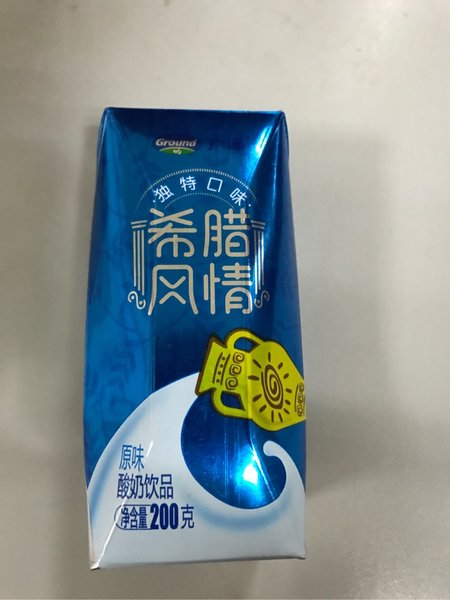 Ground
独特口味
希腊
风情
原味
酸奶饮品
净含量200克